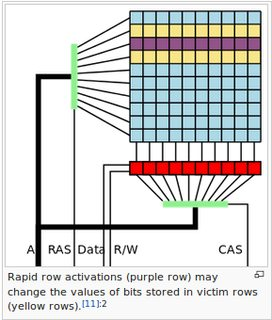 A RAS Data R/W CAS
Rapid row activations (purple row) may
change the values of bits stored in victim rows
(yellow rows).[11]:2